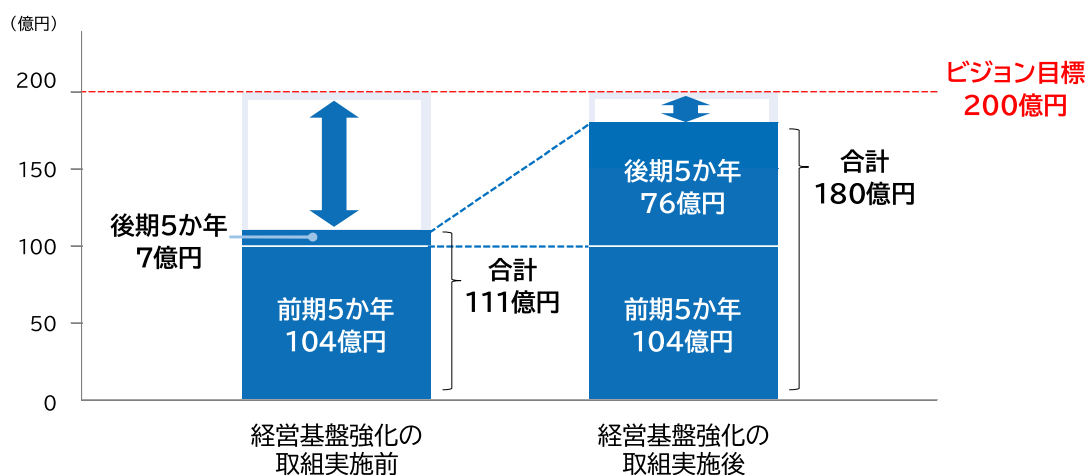 （億円）
200
150
100
50
0
ビジョン目標
200億円
後期5か年
7億円
前期5か年
104億円
合計
111億円
後期5か年
76億円
前期5か年
104億円
合計
180億円
経営基盤強化の
取組実施前
経営基盤強化の
取組実施後